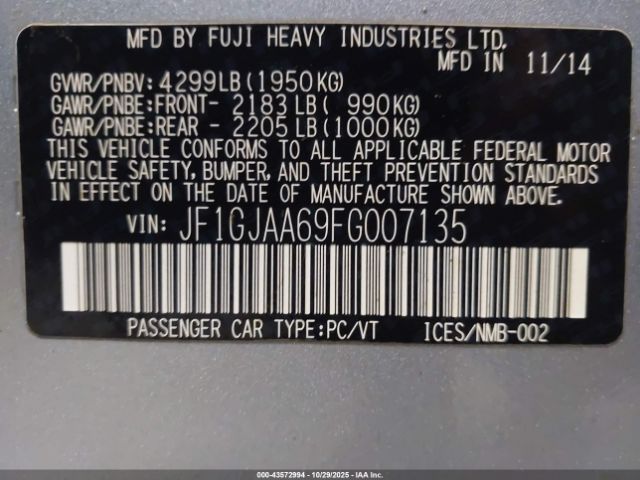 MFD BY FUJI HEAVY INDUSTRIES LTD.
MFD IN 11/14
GVWR/PNBV: 4299LB (1950KG)
GAWR/PNBE:FRONT- 2183 LB ( 990KG)
GAWR/PNBE:REAR - 2205 LB (1000KG)
THIS VEHICLE CONFORMS TO ALL APPLICABLE FEDERAL MOTOR
VEHICLE SAFETY, BUMPER, AND THEFT PREVENTION STANDARDS
IN EFFECT ON THE DATE OF MANUFACTURE SHOWN ABOVE.
VIN: JF1GJAA69FG007135
PASSENGER CAR TYPE:PC/VT ICES/NMB-002
000-43572994 - 10/29/2025 - IAAI.COM